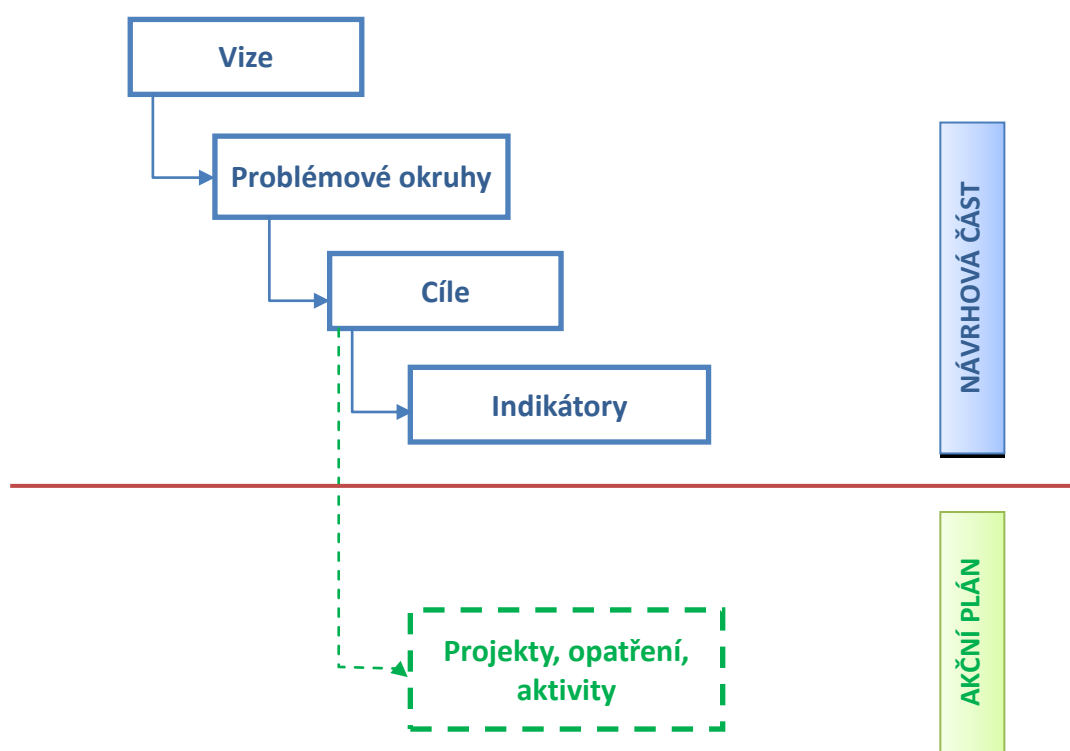 Vize
Problémové okruhy
Cíle
Indikátory
NÁVRHOVÁ ČÁST
Projekty, opatření,
aktivity
AKČNÍ PLÁN